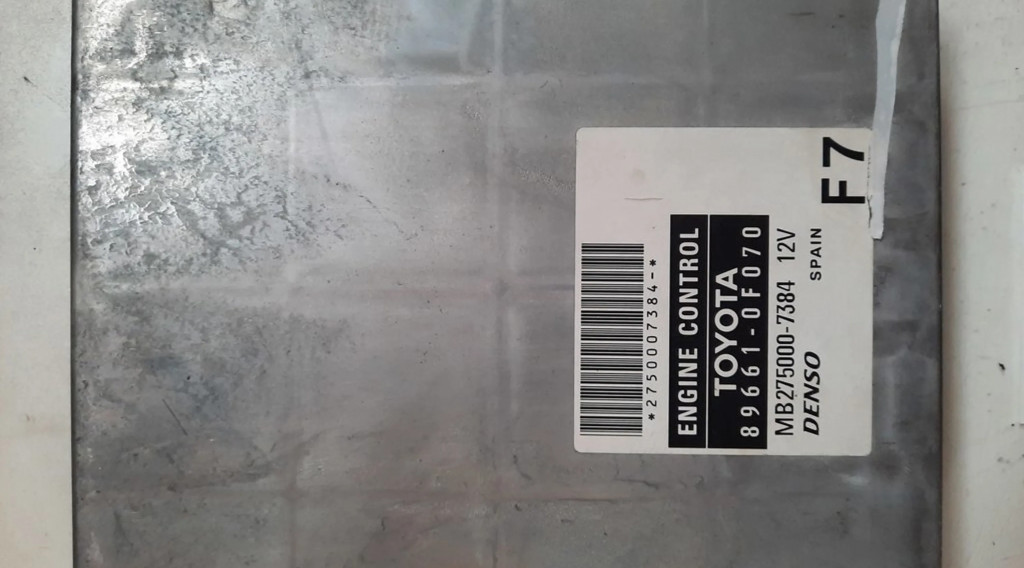 *2750007384-*
ENGINE CONTROL
TOYOTA
89661-0F070
MB275000-7384 12V
DENSO SPAIN
F7